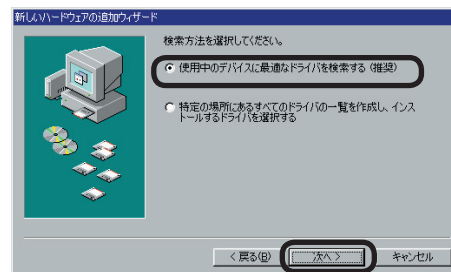 新しいハードウェアの追加ウィザード
検索方法を選択してください。
使用中のデバイスに最適なドライバを検索する (推奨)
特定の場所にあるすべてのドライバの一覧を作成し、インス
トールするドライバを選択する
< 戻る(B)
次へ >
キャンセル